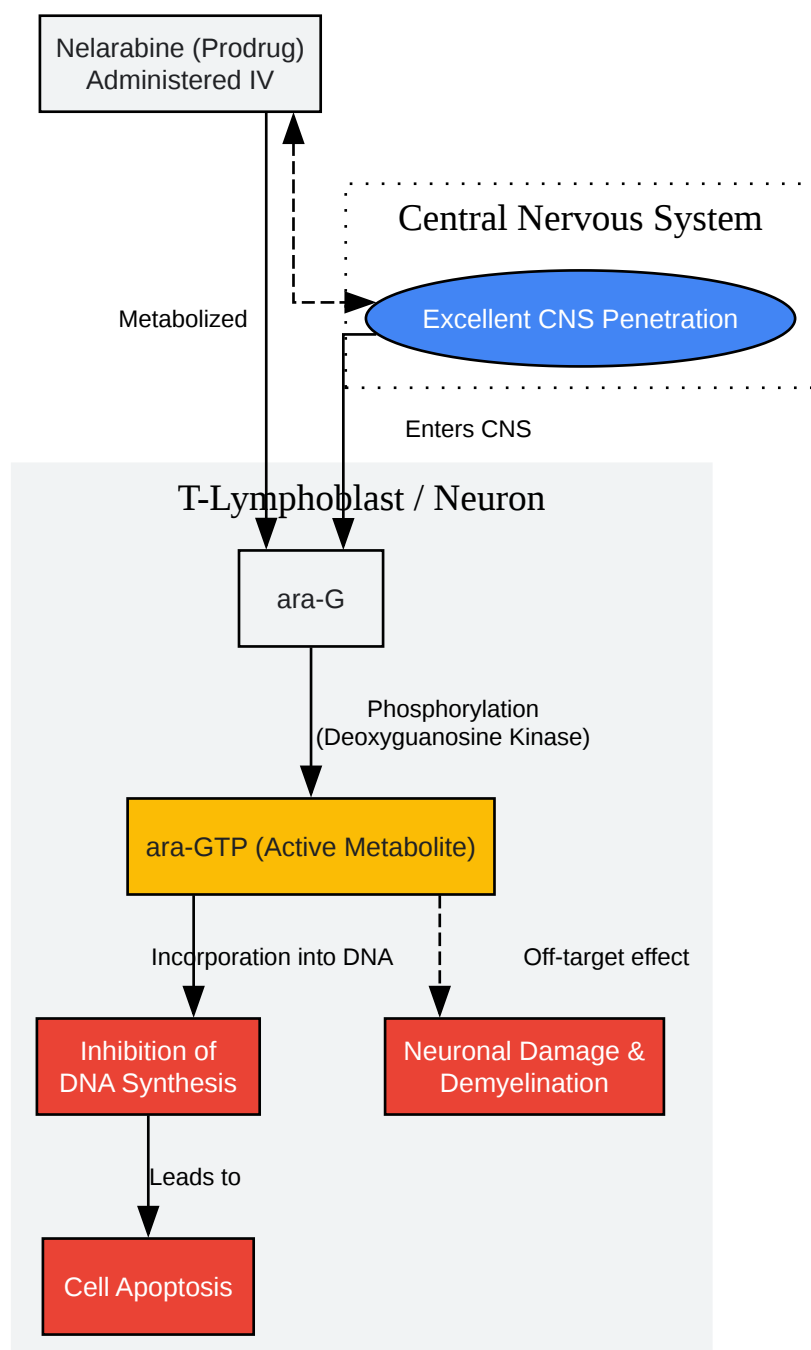 Nelarabine (Prodrug)
Administered IV
Central Nervous System
Metabolized
Excellent CNS Penetration
Enters CNS
T-Lymphoblast / Neuron
ara-G
Phosphorylation
(Deoxyguanosine Kinase)
ara-GTP (Active Metabolite)
Incorporation into DNA
Off-target effect
Inhibition of
DNA Synthesis
Neuronal Damage &
Demyelination
Leads to
Cell Apoptosis